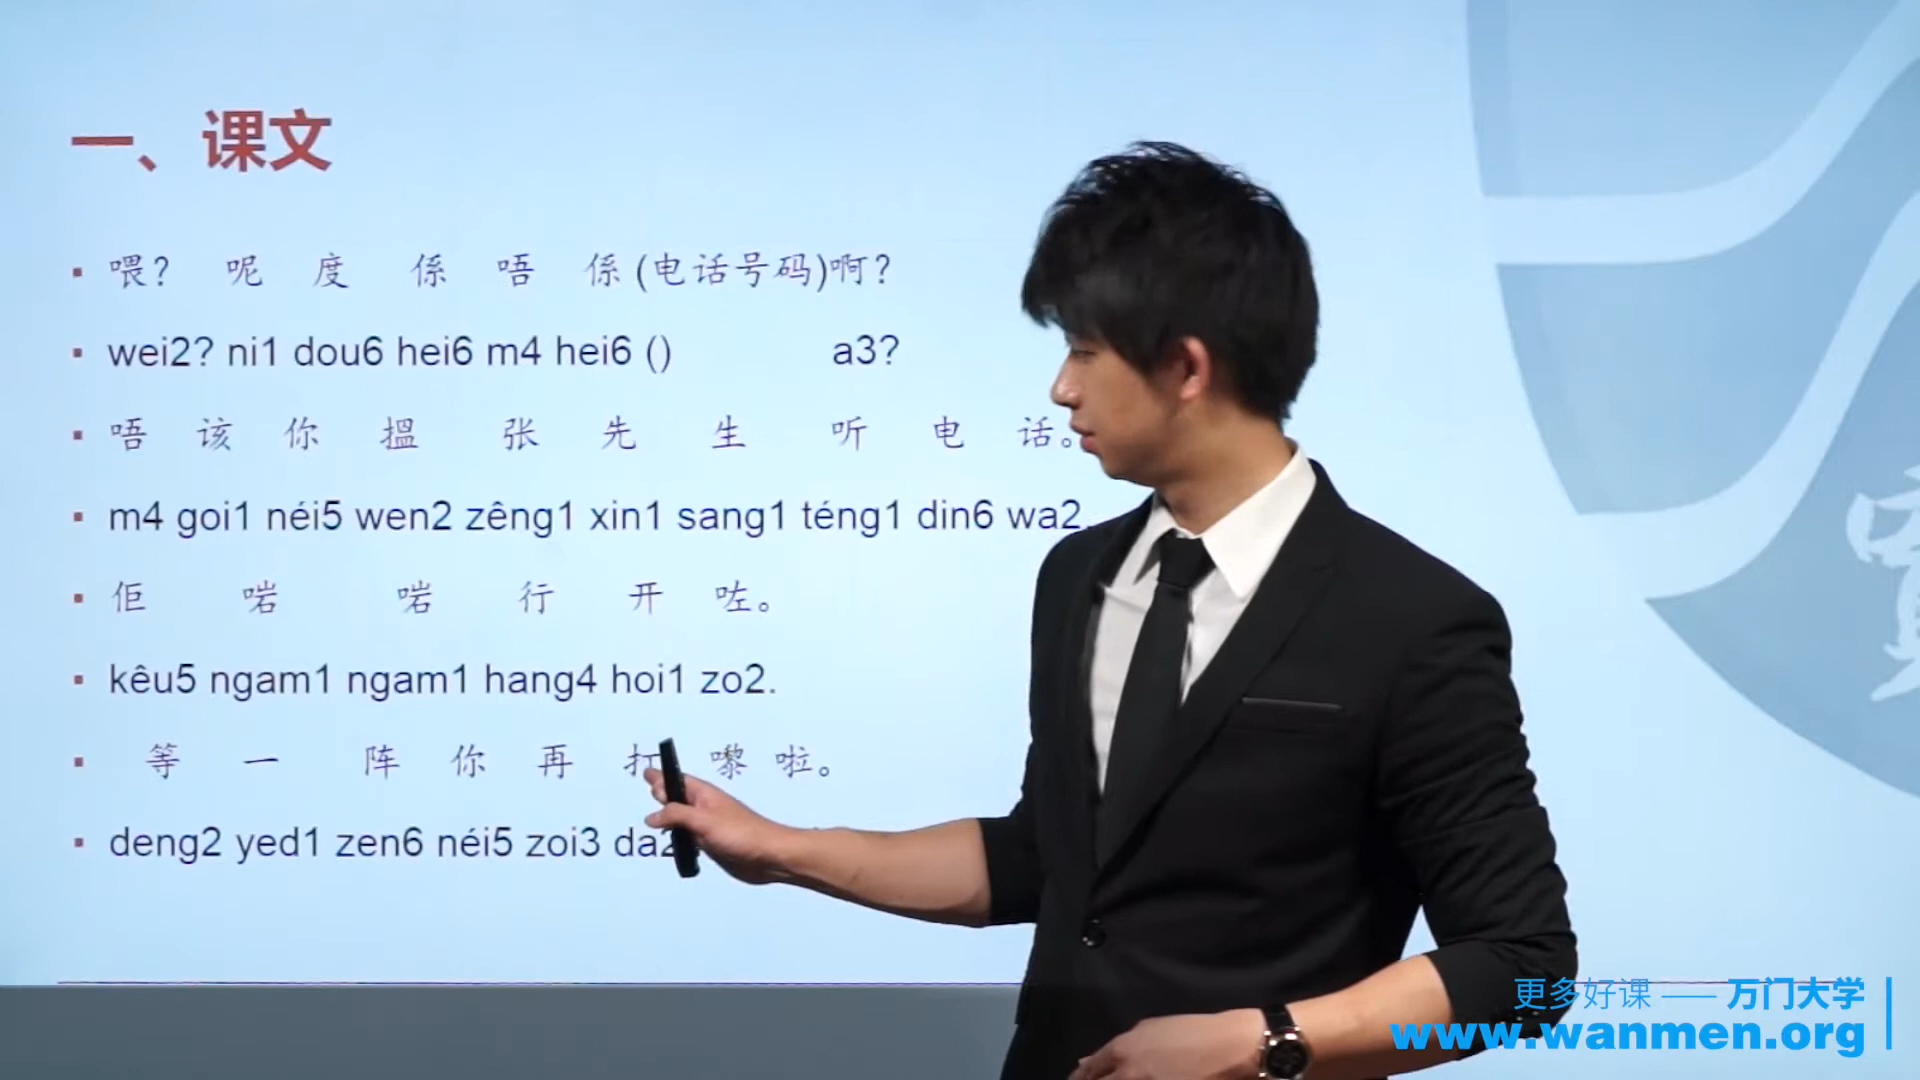 一、课文
▪ 喂？ 呢 度 係 唔 係 (电话号码)啊？
▪ wei2? ni1 dou6 hei6 m4 hei6 () a3?
▪ 唔 该 你 搵 张 先 生 听 电 话。
▪ m4 goi1 néi5 wen2 zêng1 xin1 sang1 téng1 din6 wa2.
▪ 佢 啱 啱 行 开 咗。
▪ kêu5 ngam1 ngam1 hang4 hoi1 zo2.
▪ 等 一 阵 你 再 打 嚟 啦。
▪ deng2 yed1 zen6 néi5 zoi3 da2
更多好课 —— 万门大学
www.wanmen.org